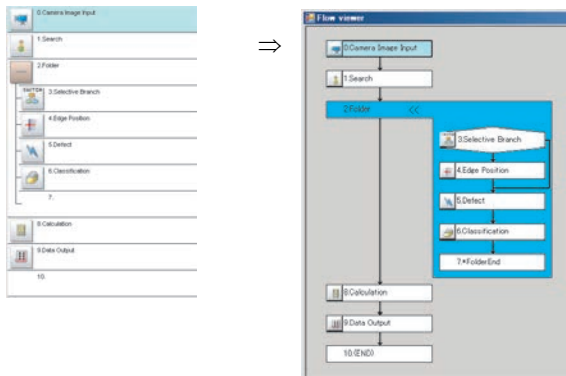 0.Camera Image Input
1.Search
2.Folder
3.Selective Branch
4.Edge Position
5.Defect
6.Classification
7.
8.Calculation
9.Data Output
10.
⇒
Flow viewer
0.Camera Image Input
1.Search
2.Folder <<
3.Selective Branch
4.Edge Position
5.Defect
6.Classification
7.*FolderEnd
8.Calculation
9.Data Output
10.(END)